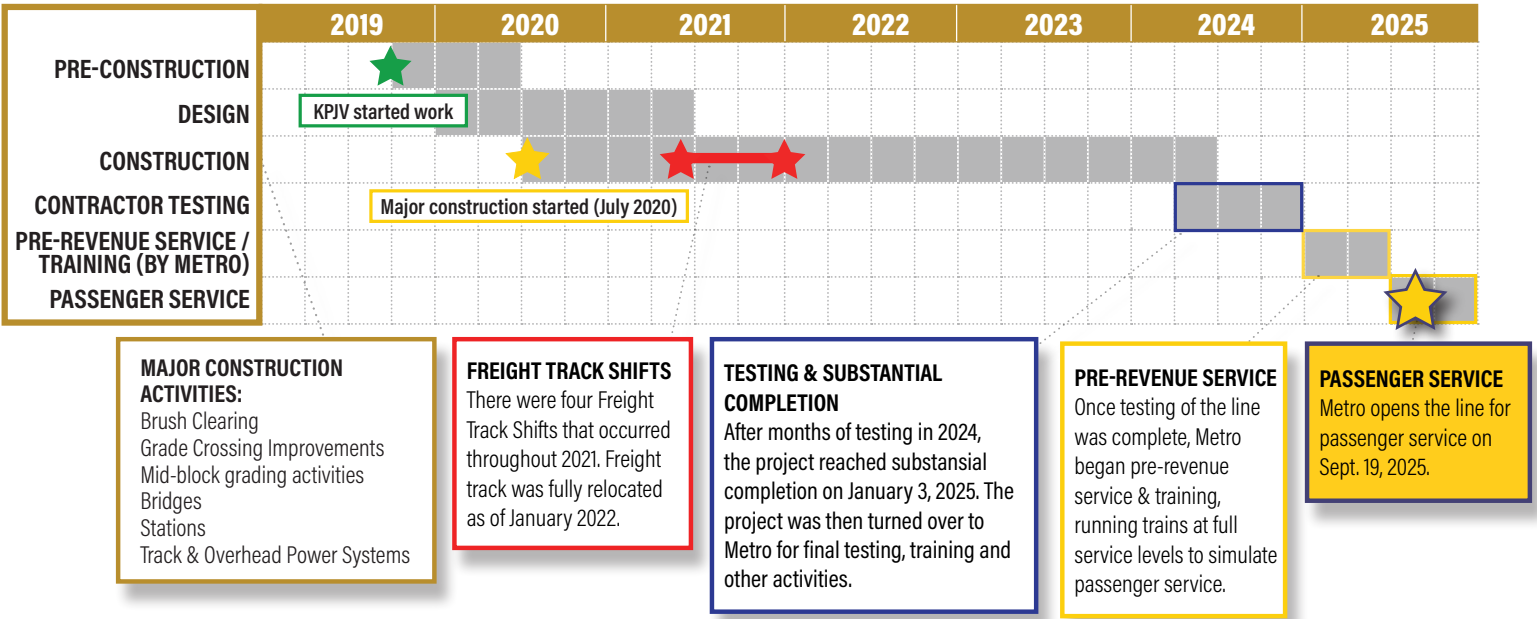 2019 2020 2021 2022 2023 2024 2025
PRE-CONSTRUCTION
KPJV started work
DESIGN
CONSTRUCTION
Major construction started (July 2020)
CONTRACTOR TESTING
PRE-REVENUE SERVICE /
TRAINING (BY METRO)
PASSENGER SERVICE
MAJOR CONSTRUCTION
ACTIVITIES:
Brush Clearing
Grade Crossing Improvements
Mid-block grading activities
Bridges
Stations
Track & Overhead Power Systems
FREIGHT TRACK SHIFTS
There were four Freight
Track Shifts that occurred
throughout 2021. Freight
track was fully relocated
as of January 2022.
TESTING & SUBSTANTIAL
COMPLETION
After months of testing in 2024,
the project reached substansial
completion on January 3, 2025. The
project was then turned over to
Metro for final testing, training and
other activities.
PRE-REVENUE SERVICE
Once testing of the line
was complete, Metro
began pre-revenue
service & training,
running trains at full
service levels to simulate
passenger service.
PASSENGER SERVICE
Metro opens the line for
passenger service on
Sept. 19, 2025.